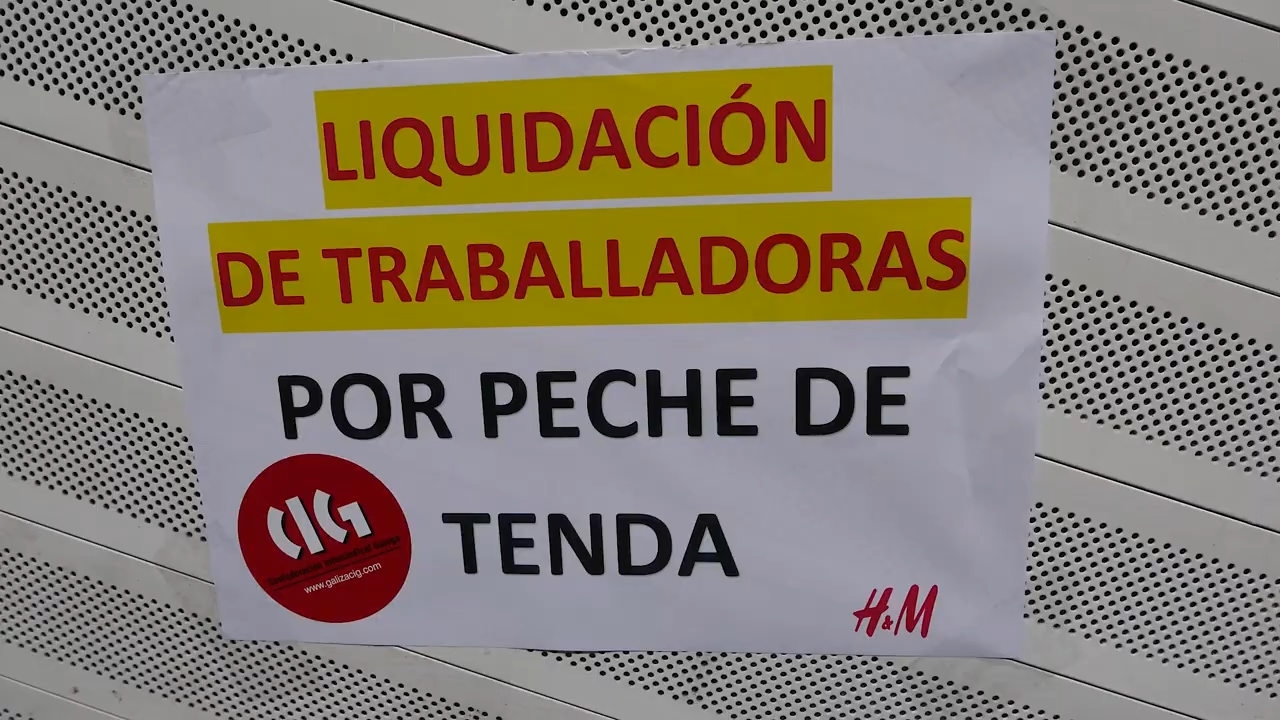 LIQUIDACIÓN
DE TRABALLADORAS
POR PECHE DE
TENDA
CIG
Confederación Intersindical Galega
www.galizacig.com
H&M